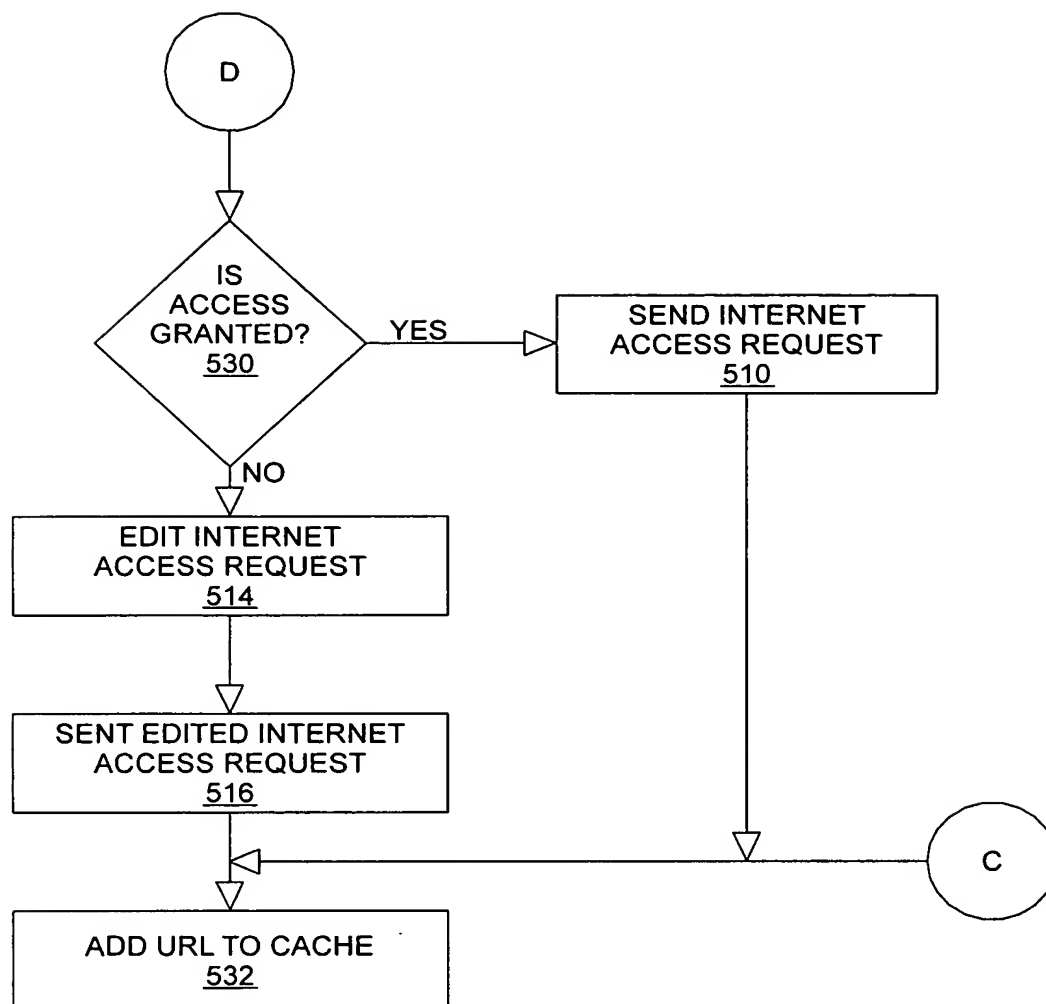 D
IS
ACCESS
GRANTED?
530
YES
SEND INTERNET
ACCESS REQUEST
510
NO
EDIT INTERNET
ACCESS REQUEST
514
SENT EDITED INTERNET
ACCESS REQUEST
516
C
ADD URL TO CACHE
532